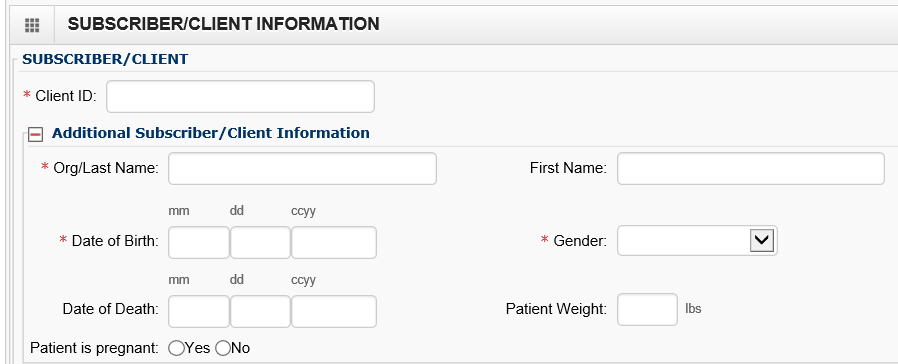 SUBSCRIBER/CLIENT INFORMATION
SUBSCRIBER/CLIENT
* Client ID:
Additional Subscriber/Client Information
* Org/Last Name: First Name:
mm dd ccyy
* Date of Birth: * Gender:
mm dd ccyy
Date of Death: Patient Weight: lbs
Patient is pregnant: Yes No